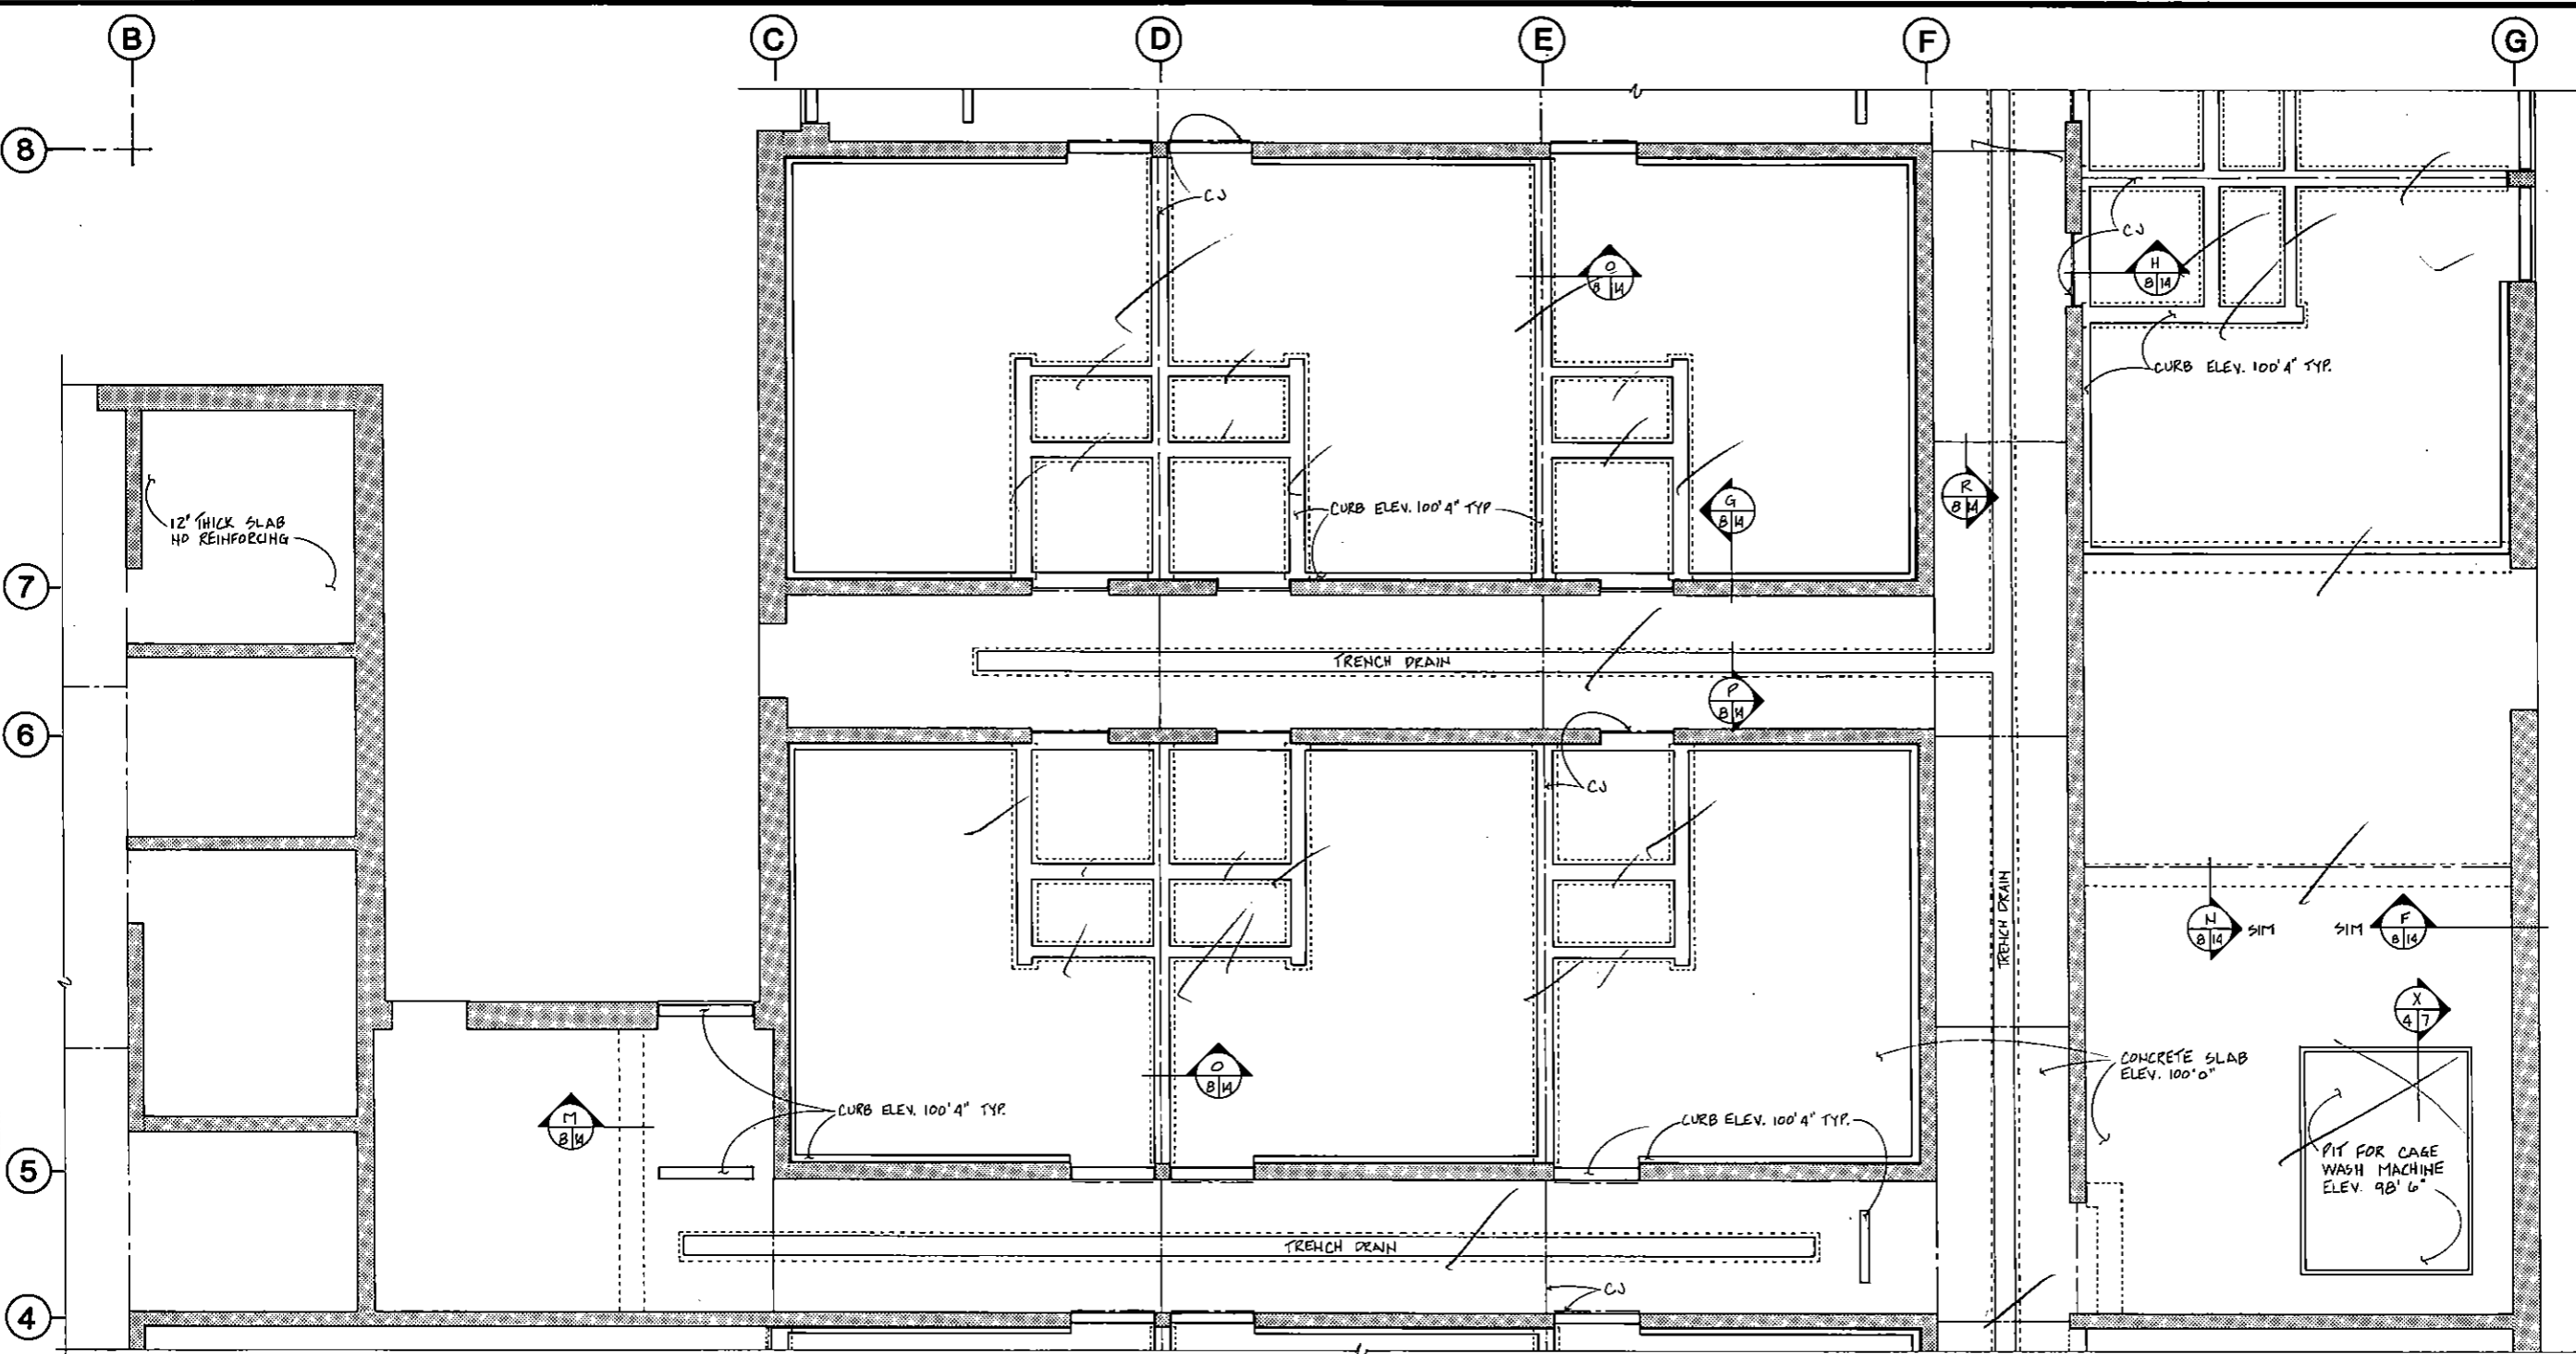 B
C
D
E
F
G
8
CJ
O
8 14
H
8 14
CJ
CURB ELEV. 100'4" TYP.
12" THICK SLAB
NO REINFORCING
CURB ELEV. 100'4" TYP
G
8 14
R
8 14
7
TRENCH DRAIN
P
8 14
6
CJ
TRENCH DRAIN
N
8 14
SIM
SIM
F
8 14
X
4 7
O
8 14
CONCRETE SLAB
ELEV. 100'0"
M
8 14
CURB ELEV. 100'4" TYP.
CURB ELEV. 100'4" TYP.
PIT FOR CAGE
WASH MACHINE
ELEV. 98'6"
5
TRENCH DRAIN
CJ
4